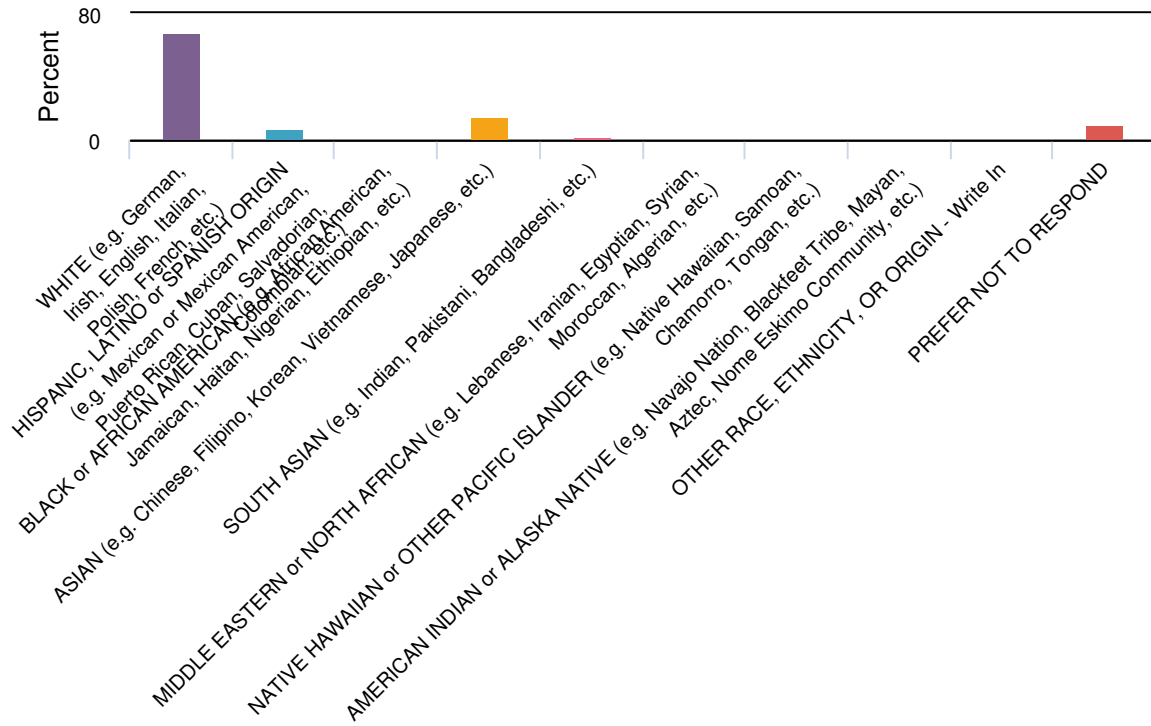 80
Percent
0
WHITE (e.g. German,
Irish, English, Italian,
Polish, French, etc.)
HISPANIC, LATINO or SPANISH ORIGIN
(e.g. Mexican or Mexican American,
Puerto Rican, Cuban, Salvadorian,
Colombian, etc.)
BLACK or AFRICAN AMERICAN (e.g. African American,
Jamaican, Haitan, Nigerian, Ethiopian, etc.)
ASIAN (e.g. Chinese, Filipino, Korean, Vietnamese, Japanese, etc.)
SOUTH ASIAN (e.g. Indian, Pakistani, Bangladeshi, etc.)
MIDDLE EASTERN or NORTH AFRICAN (e.g. Lebanese, Iranian, Egyptian, Syrian,
Moroccan, Algerian, etc.)
NATIVE HAWAIIAN or OTHER PACIFIC ISLANDER (e.g. Native Hawaiian, Samoan,
Chamorro, Tongan, etc.)
AMERICAN INDIAN or ALASKA NATIVE (e.g. Navajo Nation, Blackfeet Tribe, Mayan,
Aztec, Nome Eskimo Community, etc.)
OTHER RACE, ETHNICITY, OR ORIGIN - Write In
PREFER NOT TO RESPOND